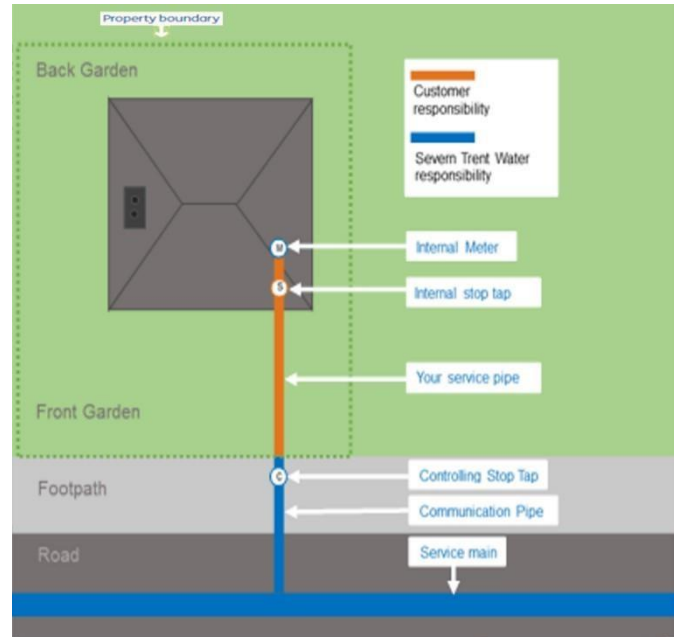 Property boundary
Back Garden
Customer
responsibility
Severn Trent Water
responsibility
M
Internal Meter
S
Internal stop tap
Your service pipe
Front Garden
C
Controlling Stop Tap
Footpath
Communication Pipe
Road
Service main